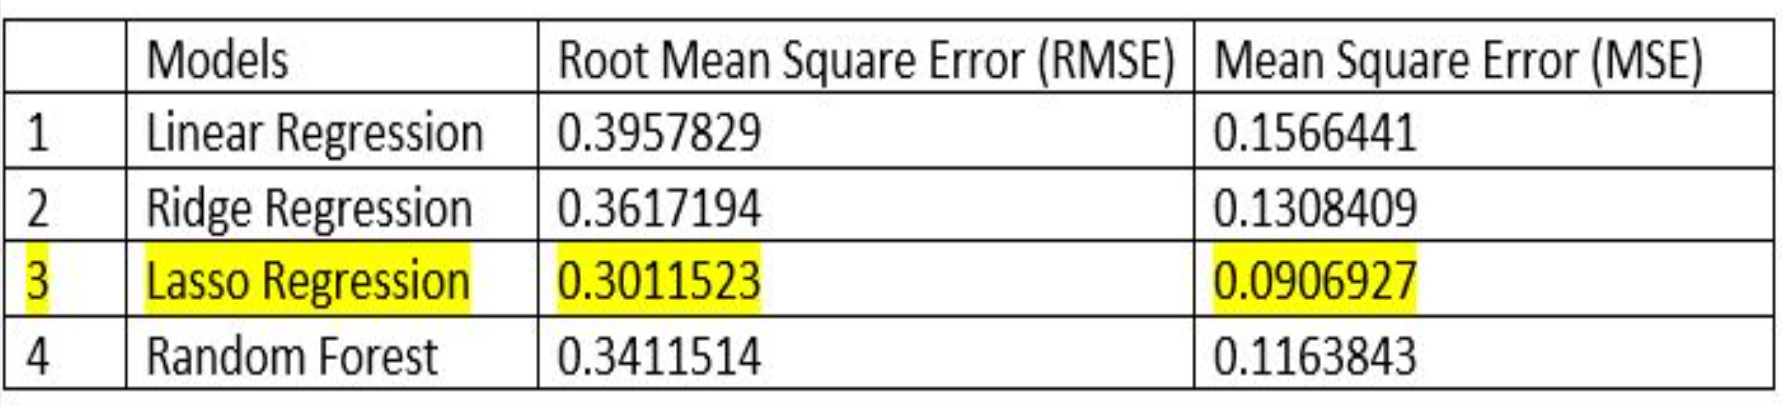 Models Root Mean Square Error (RMSE) Mean Square Error (MSE)
1 Linear Regression 0.3957829 0.1566441
2 Ridge Regression 0.3617194 0.1308409
3 Lasso Regression 0.3011523 0.0906927
4 Random Forest 0.3411514 0.1163843